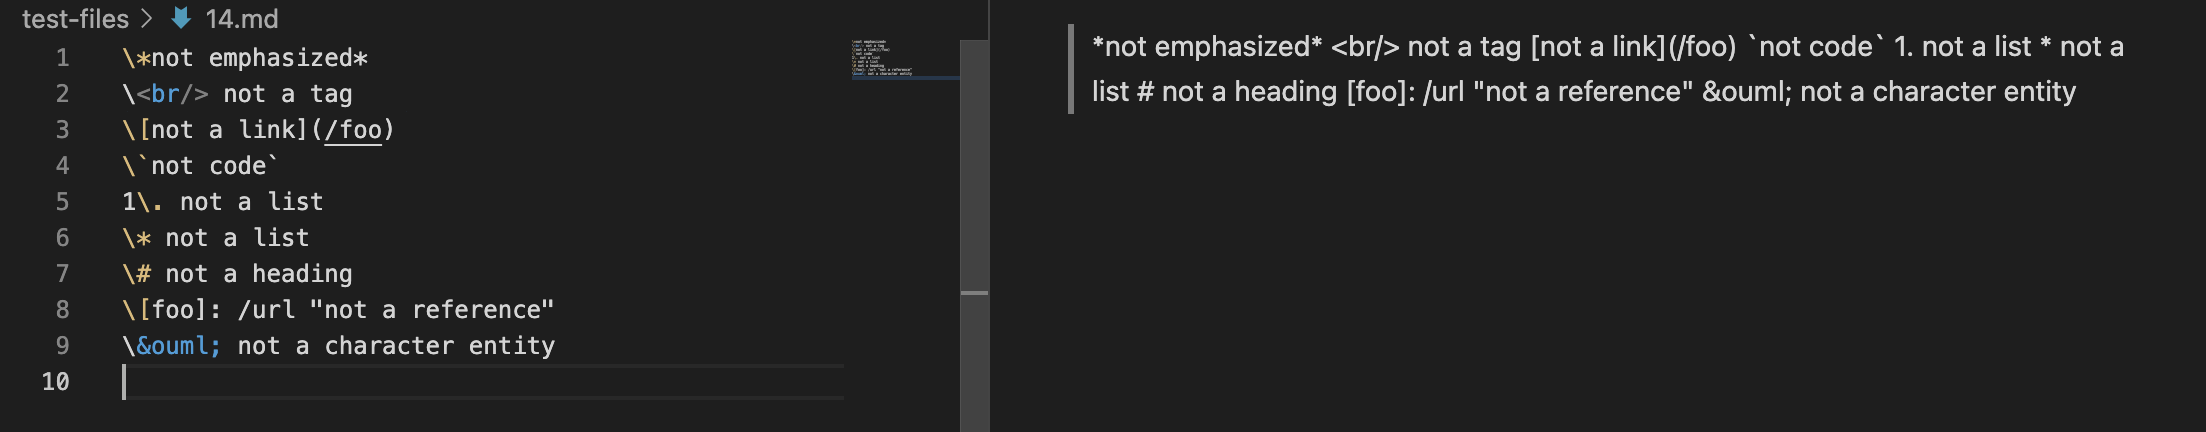 test-files > 14.md
1 \*not emphasized*
2 \<br/> not a tag
3 \[not a link](/foo)
4 \`not code`
5 1\. not a list
6 \* not a list
7 \# not a heading
8 \[foo]: /url "not a reference"
9 \&ouml; not a character entity
10
*not emphasized* <br/> not a tag [not a link](/foo) `not code` 1. not a list * not a
list # not a heading [foo]: /url "not a reference" &ouml; not a character entity